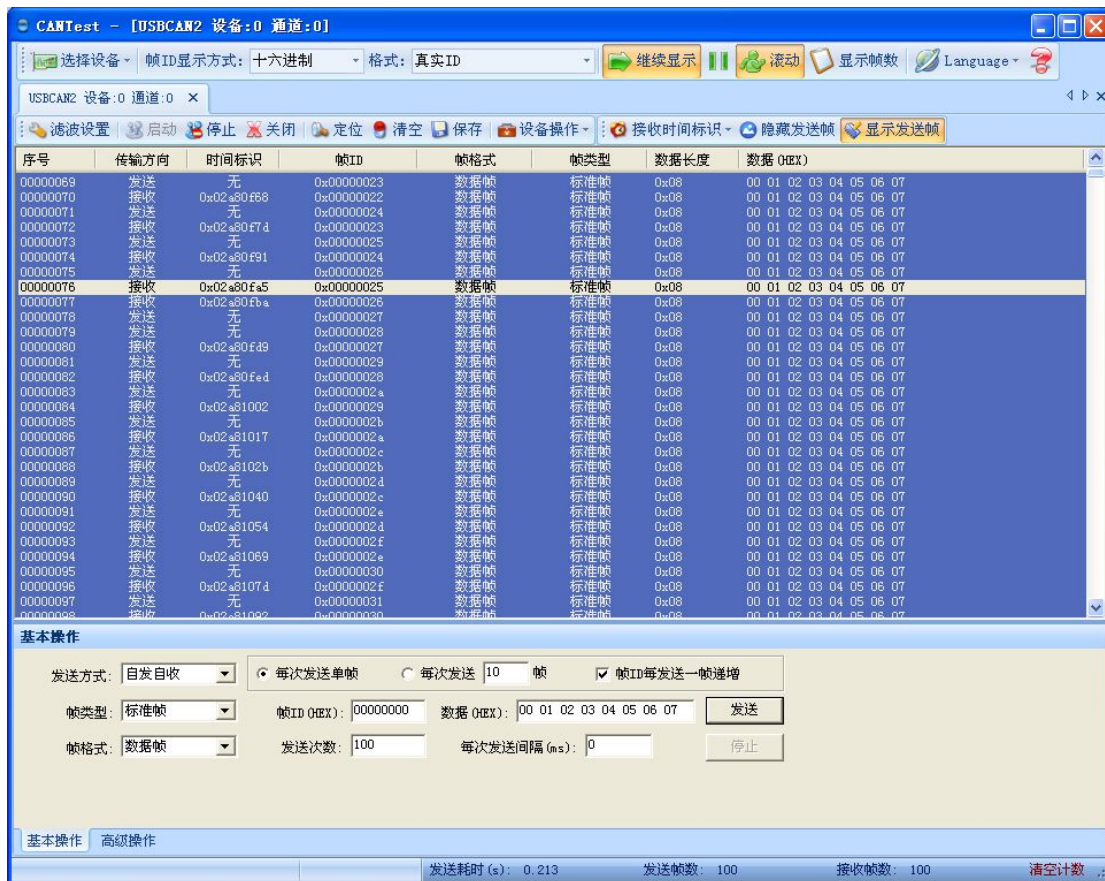 CANTest - [USBCAN2 设备:0 通道:0]
选择设备 帧ID显示方式: 十六进制 格式: 真实ID 继续显示 滚动 显示帧数 Language
USBCAN2 设备:0 通道:0
滤波设置 启动 停止 关闭 定位 清空 保存 设备操作 接收时间标识 隐藏发送帧 显示发送帧
序号 传输方向 时间标识 帧ID 帧格式 帧类型 数据长度 数据(HEX)
00000069 发送 无 0x00000023 数据帧 标准帧 0x08 00 01 02 03 04 05 06 07
00000070 接收 0x02a80f68 0x00000022 数据帧 标准帧 0x08 00 01 02 03 04 05 06 07
00000071 发送 无 0x00000024 数据帧 标准帧 0x08 00 01 02 03 04 05 06 07
00000072 接收 0x02a80f7d 0x00000023 数据帧 标准帧 0x08 00 01 02 03 04 05 06 07
00000073 发送 无 0x00000025 数据帧 标准帧 0x08 00 01 02 03 04 05 06 07
00000074 接收 0x02a80f91 0x00000024 数据帧 标准帧 0x08 00 01 02 03 04 05 06 07
00000075 发送 无 0x00000026 数据帧 标准帧 0x08 00 01 02 03 04 05 06 07
00000076 接收 0x02a80fa5 0x00000025 数据帧 标准帧 0x08 00 01 02 03 04 05 06 07
00000077 接收 0x02a80fba 0x00000026 数据帧 标准帧 0x08 00 01 02 03 04 05 06 07
00000078 发送 无 0x00000027 数据帧 标准帧 0x08 00 01 02 03 04 05 06 07
00000079 发送 无 0x00000028 数据帧 标准帧 0x08 00 01 02 03 04 05 06 07
00000080 接收 0x02a80fd9 0x00000027 数据帧 标准帧 0x08 00 01 02 03 04 05 06 07
00000081 发送 无 0x00000029 数据帧 标准帧 0x08 00 01 02 03 04 05 06 07
00000082 接收 0x02a80fed 0x00000028 数据帧 标准帧 0x08 00 01 02 03 04 05 06 07
00000083 发送 无 0x0000002a 数据帧 标准帧 0x08 00 01 02 03 04 05 06 07
00000084 接收 0x02a81002 0x00000029 数据帧 标准帧 0x08 00 01 02 03 04 05 06 07
00000085 发送 无 0x0000002b 数据帧 标准帧 0x08 00 01 02 03 04 05 06 07
00000086 接收 0x02a81017 0x0000002a 数据帧 标准帧 0x08 00 01 02 03 04 05 06 07
00000087 发送 无 0x0000002c 数据帧 标准帧 0x08 00 01 02 03 04 05 06 07
00000088 接收 0x02a8102b 0x0000002b 数据帧 标准帧 0x08 00 01 02 03 04 05 06 07
00000089 发送 无 0x0000002d 数据帧 标准帧 0x08 00 01 02 03 04 05 06 07
00000090 接收 0x02a81040 0x0000002c 数据帧 标准帧 0x08 00 01 02 03 04 05 06 07
00000091 发送 无 0x0000002e 数据帧 标准帧 0x08 00 01 02 03 04 05 06 07
00000092 接收 0x02a81054 0x0000002d 数据帧 标准帧 0x08 00 01 02 03 04 05 06 07
00000093 发送 无 0x0000002f 数据帧 标准帧 0x08 00 01 02 03 04 05 06 07
00000094 接收 0x02a81069 0x0000002e 数据帧 标准帧 0x08 00 01 02 03 04 05 06 07
00000095 发送 无 0x00000030 数据帧 标准帧 0x08 00 01 02 03 04 05 06 07
00000096 接收 0x02a8107d 0x0000002f 数据帧 标准帧 0x08 00 01 02 03 04 05 06 07
00000097 发送 无 0x00000031 数据帧 标准帧 0x08 00 01 02 03 04 05 06 07
00000098 接收 0x02a81092 0x00000030 数据帧 标准帧 0x08 00 01 02 03 04 05 06 07
基本操作
发送方式: 自发自收 每次发送单帧 每次发送 10 帧 帧ID每发送一帧递增
帧类型: 标准帧 帧ID(HEX): 00000000 数据(HEX): 00 01 02 03 04 05 06 07 发送
帧格式: 数据帧 发送次数: 100 每次发送间隔(ms): 0 停止
基本操作 高级操作
发送耗时(s): 0.213 发送帧数: 100 接收帧数: 100 清空计数